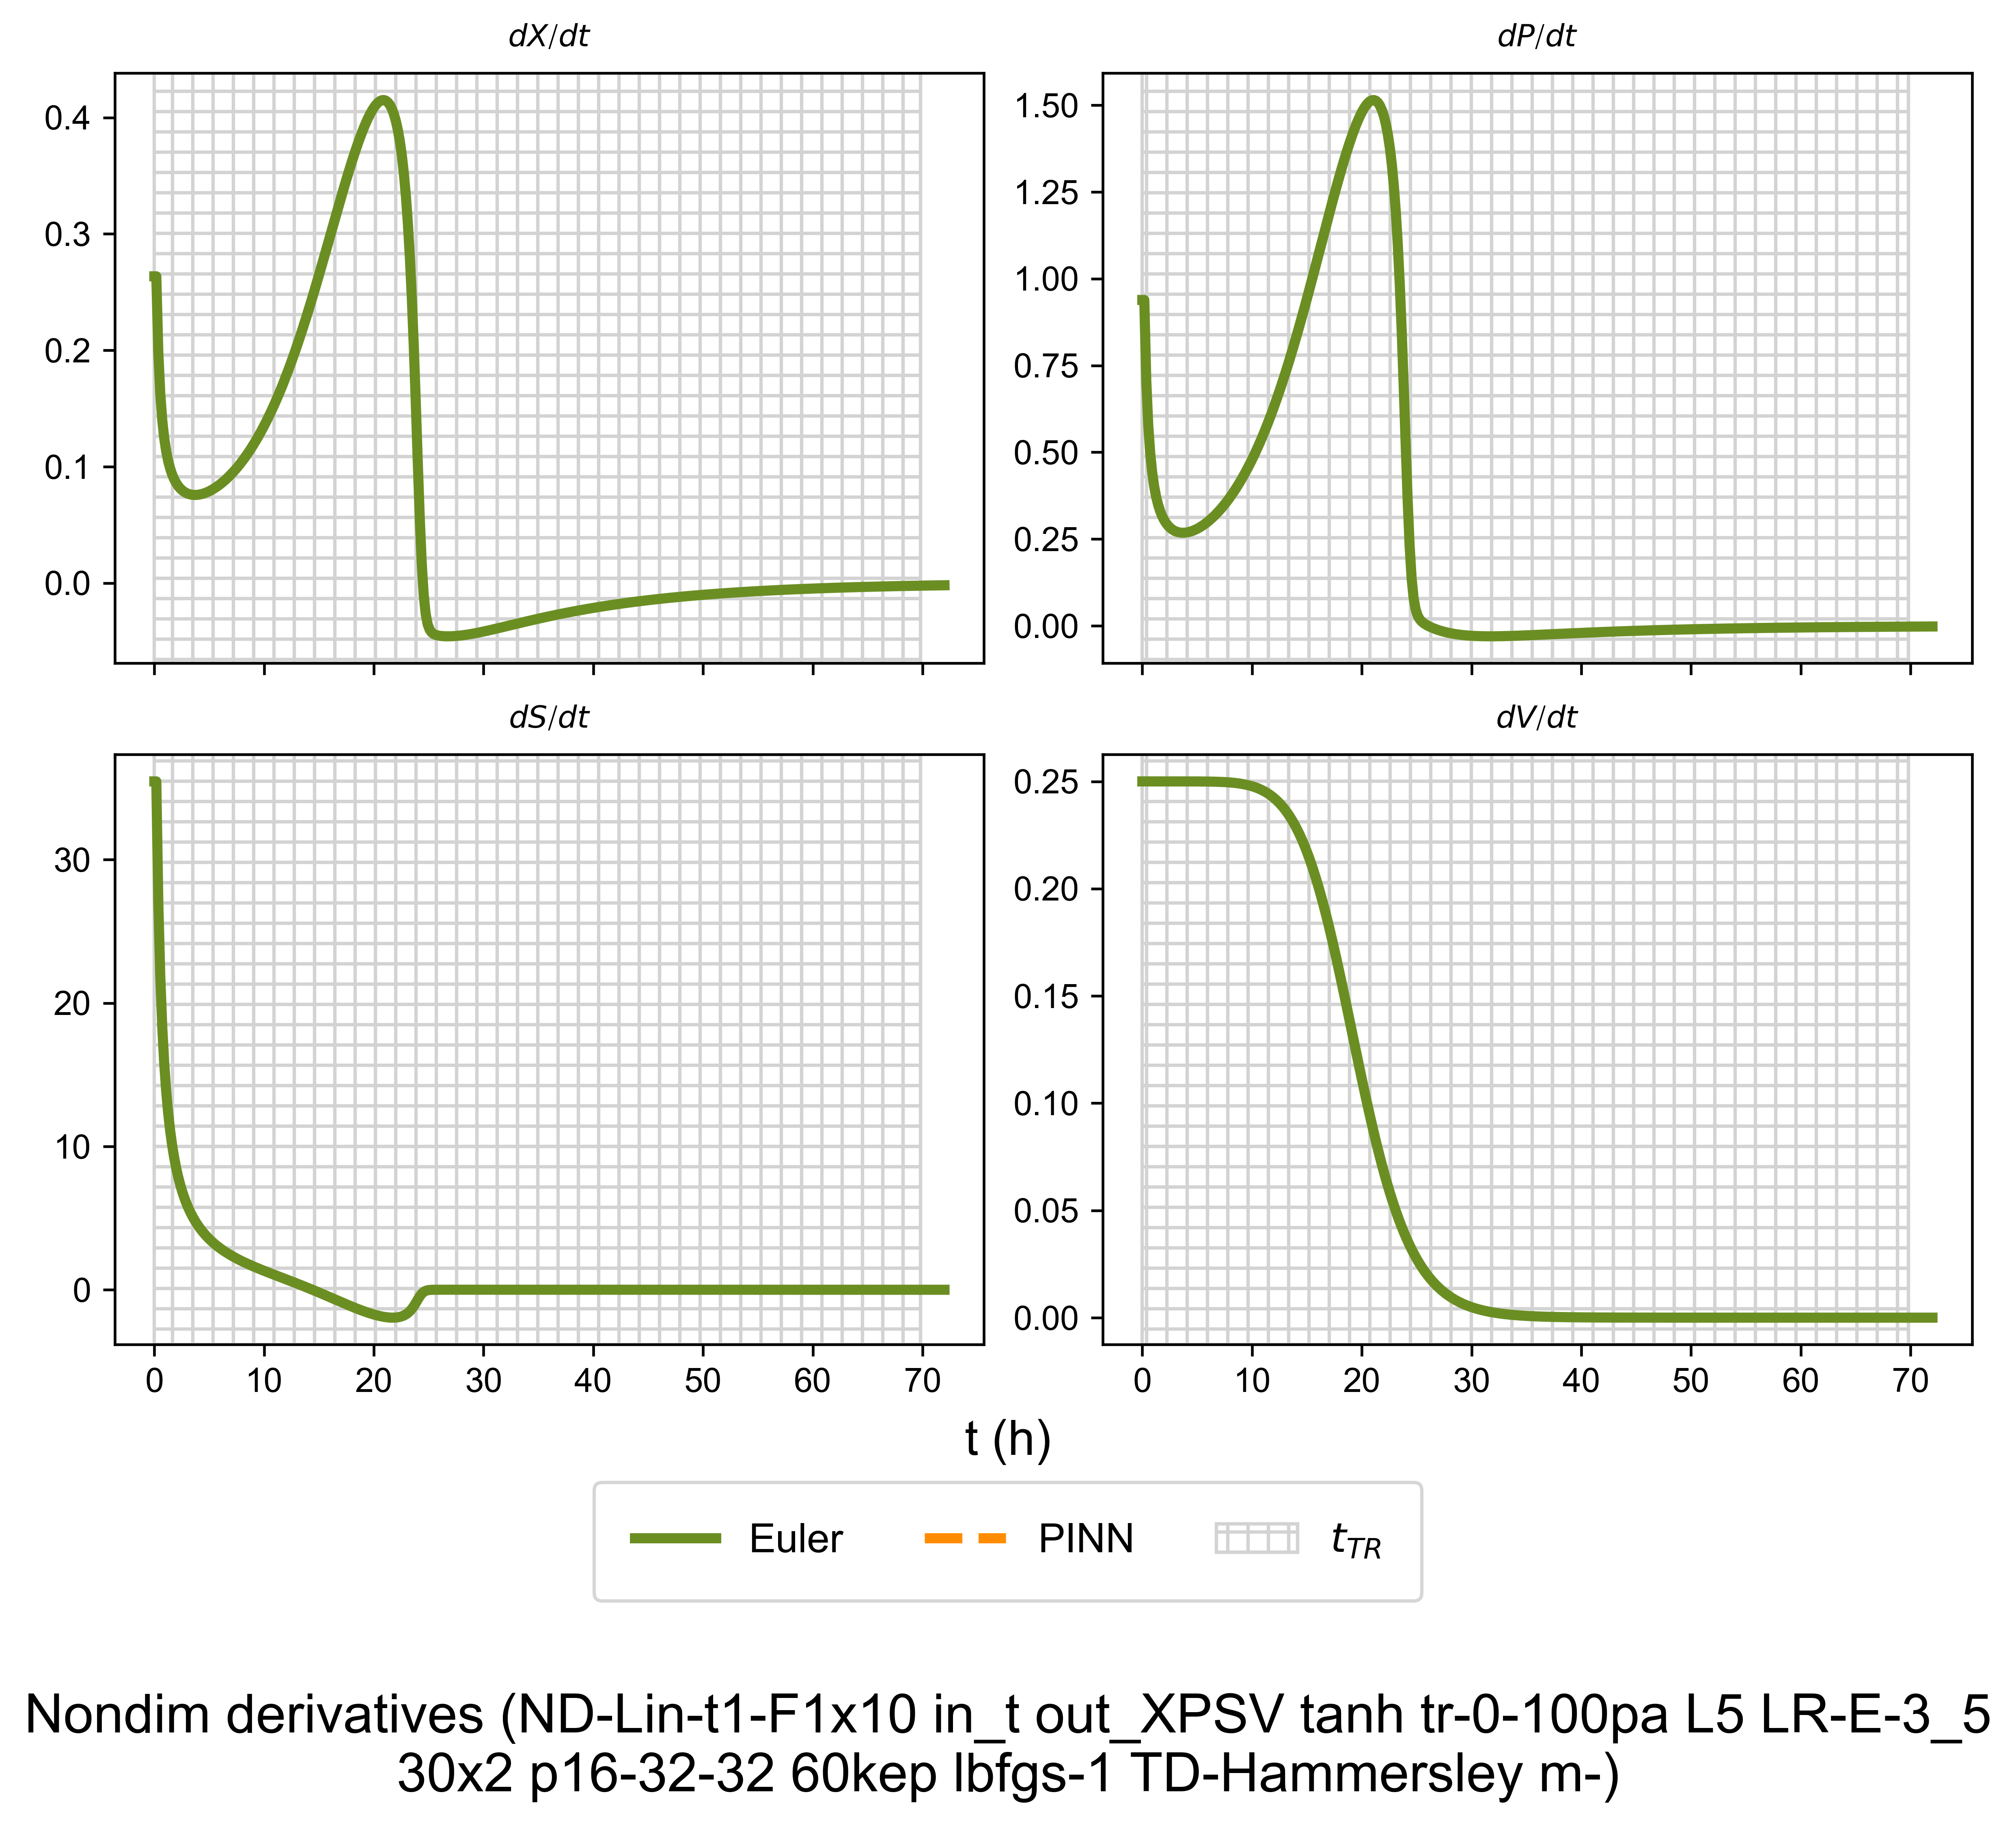 dX/dt
dP/dt
0.4
0.3
0.2
0.1
0.0
1.50
1.25
1.00
0.75
0.50
0.25
0.00
dS/dt
dV/dt
30
20
10
0
0.25
0.20
0.15
0.10
0.05
0.00
0 10 20 30 40 50 60 70
0 10 20 30 40 50 60 70
t (h)
Euler PINN t_TR
Nondim derivatives (ND-Lin-t1-F1x10 in_t out_XPSV tanh tr-0-100pa L5 LR-E-3_5
30x2 p16-32-32 60kep lbfgs-1 TD-Hammersley m-)